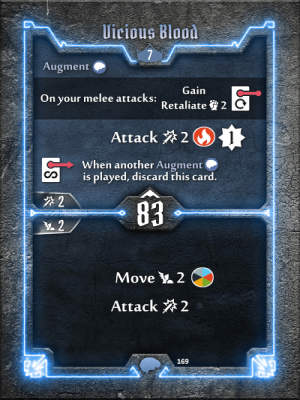 Vicious Blood
7
Augment
On your melee attacks: Gain
Retaliate 2
Attack 2 1
When another Augment
is played, discard this card.
2
83
2
Move 2
Attack 2
169